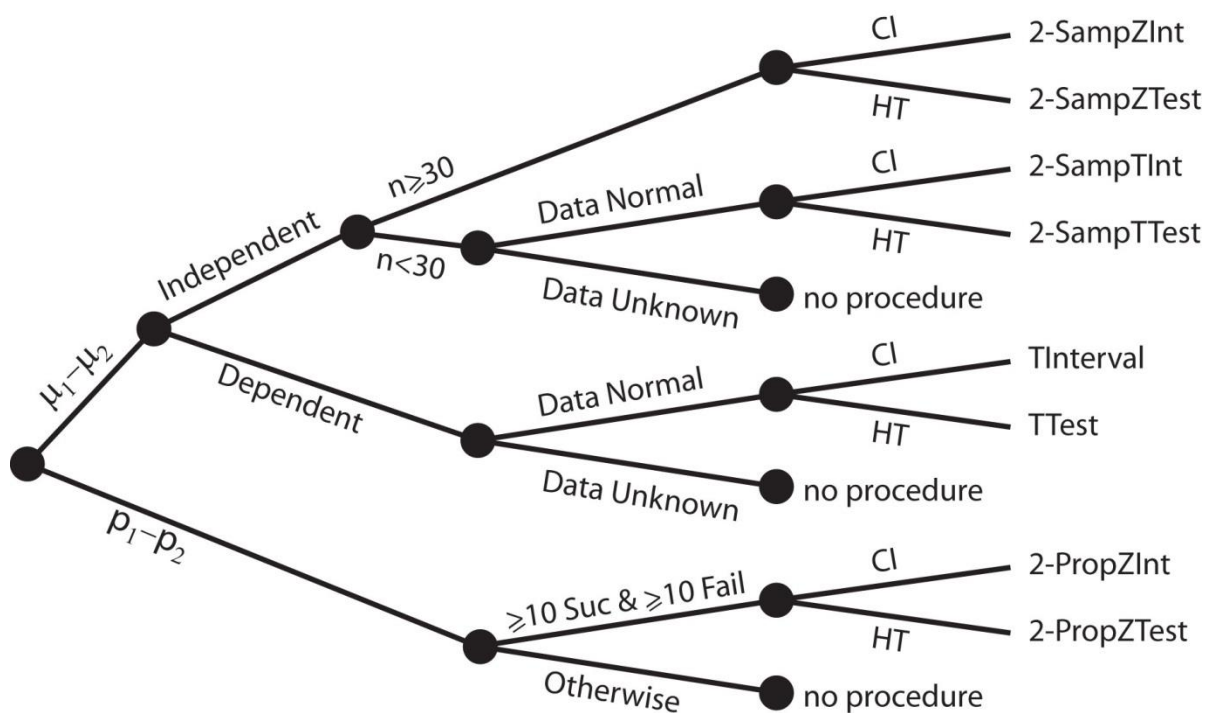 CI
2-SampZInt
HT
2-SampZTest
n⩾30
CI
2-SampTInt
Data Normal
HT
2-SampTTest
Independent
n<30
Data Unknown
no procedure
μ₁−μ₂
CI
TInterval
Data Normal
HT
TTest
Dependent
Data Unknown
no procedure
p₁−p₂
CI
2-PropZInt
⩾10 Suc & ⩾10 Fail
HT
2-PropZTest
Otherwise
no procedure